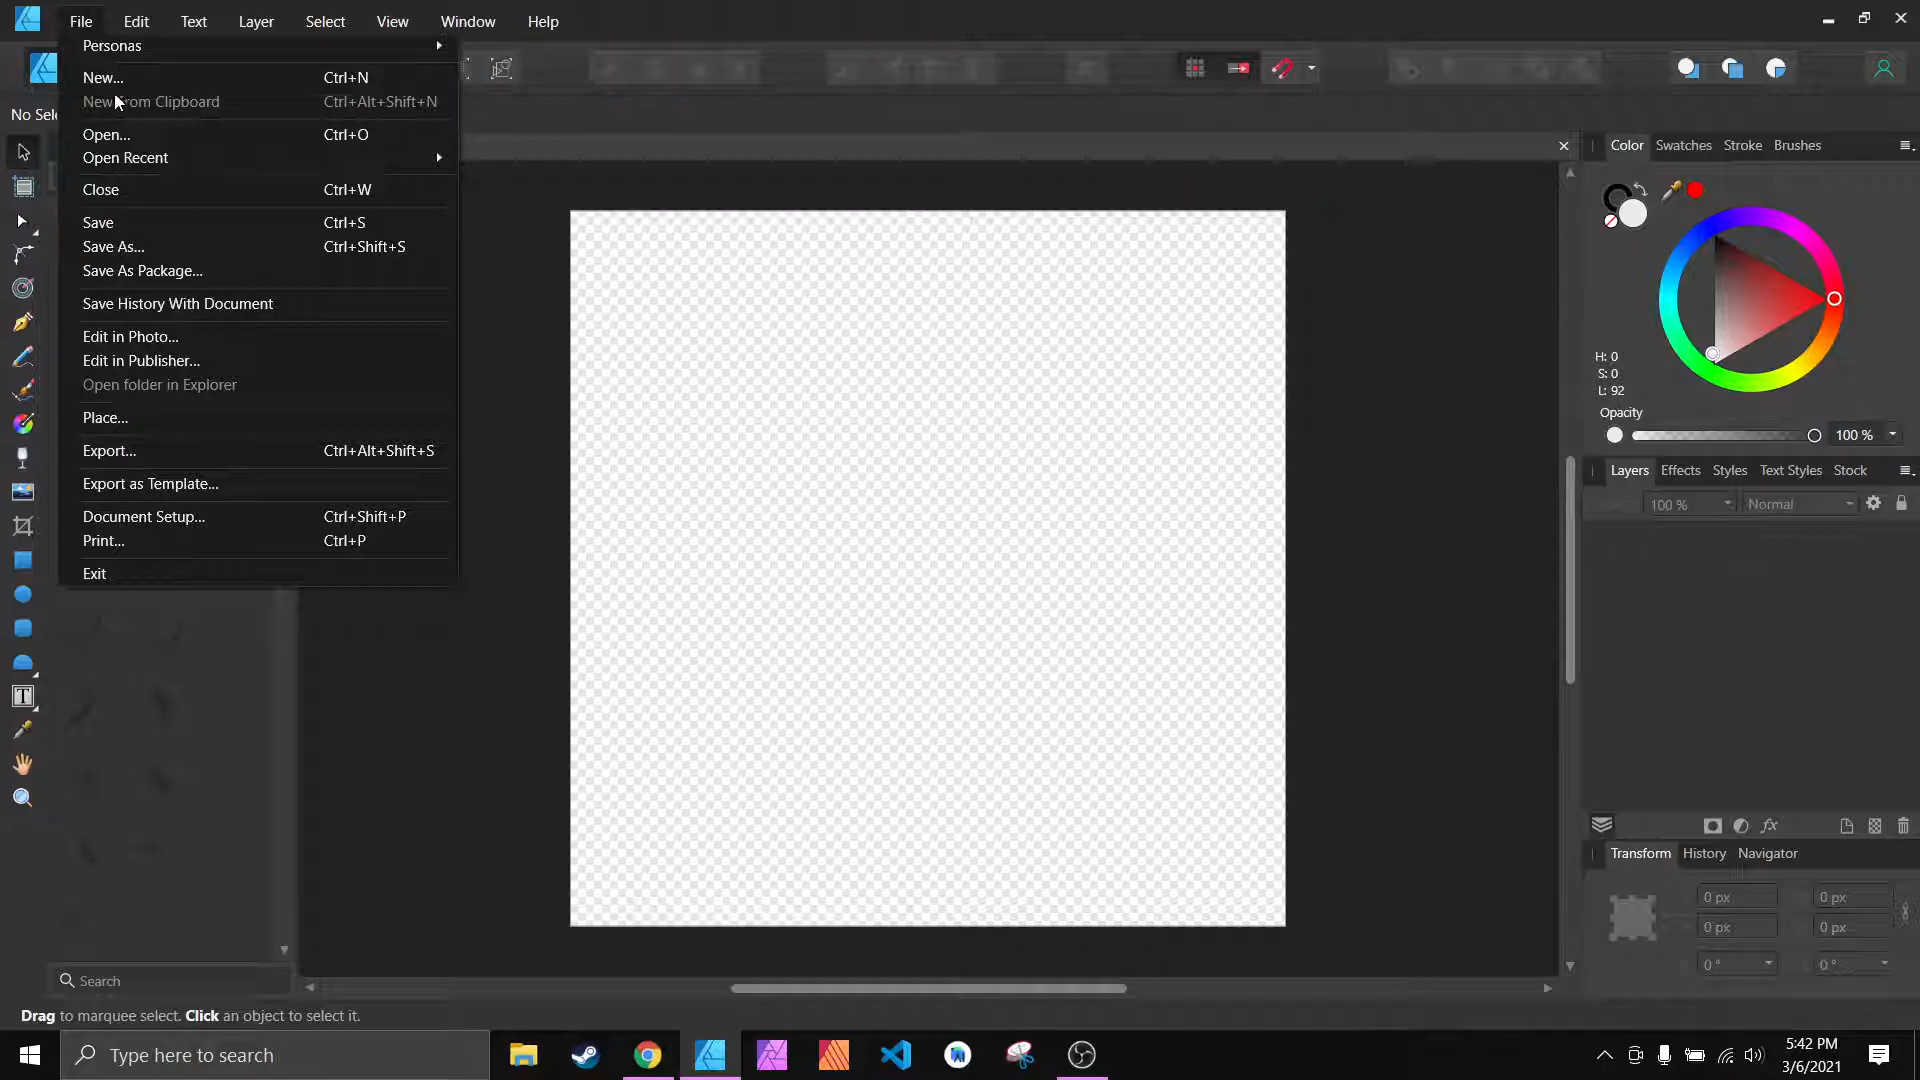 File Edit Text Layer Select View Window Help
Personas
New... Ctrl+N
New From Clipboard Ctrl+Alt+Shift+N
No Sele
Open... Ctrl+O
Open Recent
Close Ctrl+W
Save Ctrl+S
Save As... Ctrl+Shift+S
Save As Package...
Save History With Document
Edit in Photo...
Edit in Publisher...
Open folder in Explorer
Place...
Export... Ctrl+Alt+Shift+S
Export as Template...
Document Setup... Ctrl+Shift+P
Print... Ctrl+P
Exit
Color Swatches Stroke Brushes
H: 0
S: 0
L: 92
Opacity
100 %
Layers Effects Styles Text Styles Stock
100 % Normal
Transform History Navigator
0 px 0 px
0 px 0 px
0 ° 0 °
Search
Drag to marquee select. Click an object to select it.
Type here to search
5:42 PM
3/6/2021